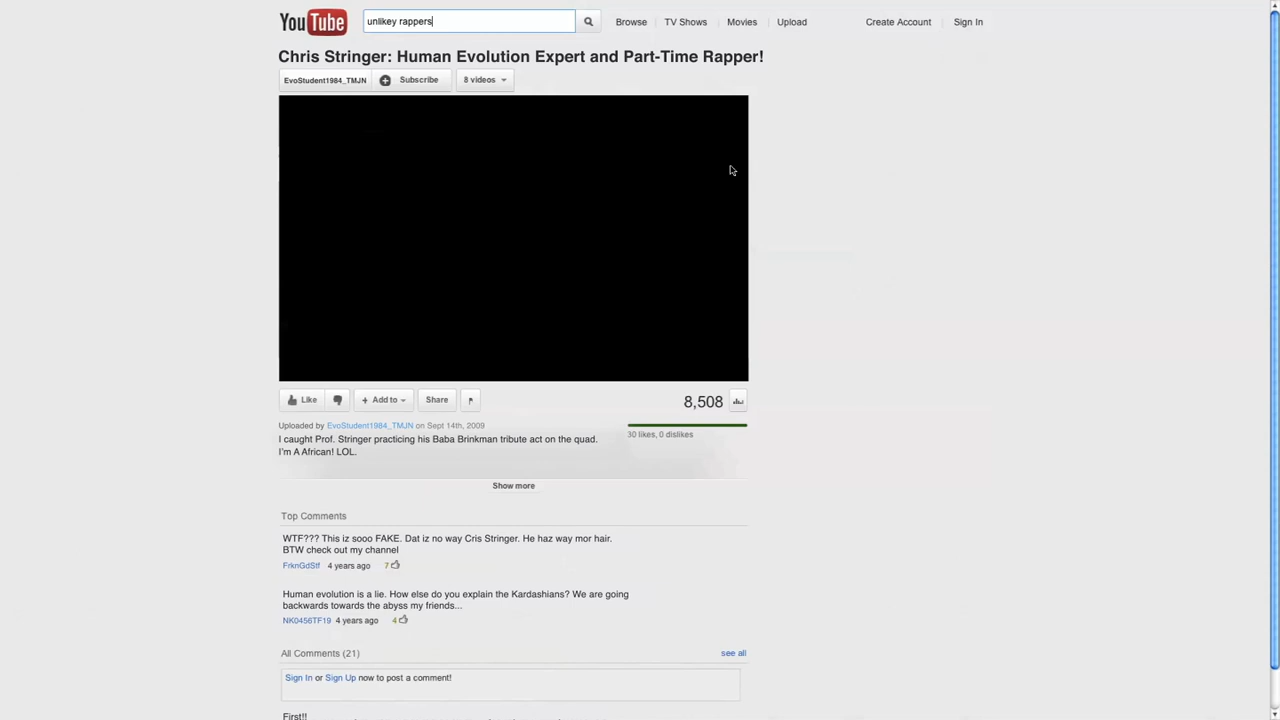 YouTube unlikey rappers Browse TV Shows Movies Upload Create Account Sign In
Chris Stringer: Human Evolution Expert and Part-Time Rapper!
EvoStudent1984_TMJN Subscribe 8 videos
Like Add to Share 8,508
Uploaded by EvoStudent1984_TMJN on Sept 14th, 2009
30 likes, 0 dislikes
I caught Prof. Stringer practicing his Baba Brinkman tribute act on the quad.
I'm A African! LOL.
Show more
Top Comments
WTF??? This iz sooo FAKE. Dat iz no way Cris Stringer. He haz way mor hair.
BTW check out my channel
FrknGdStf 4 years ago 7
Human evolution is a lie. How else do you explain the Kardashians? We are going
backwards towards the abyss my friends...
NK0456TF19 4 years ago 4
All Comments (21) see all
Sign In or Sign Up now to post a comment!
First!!